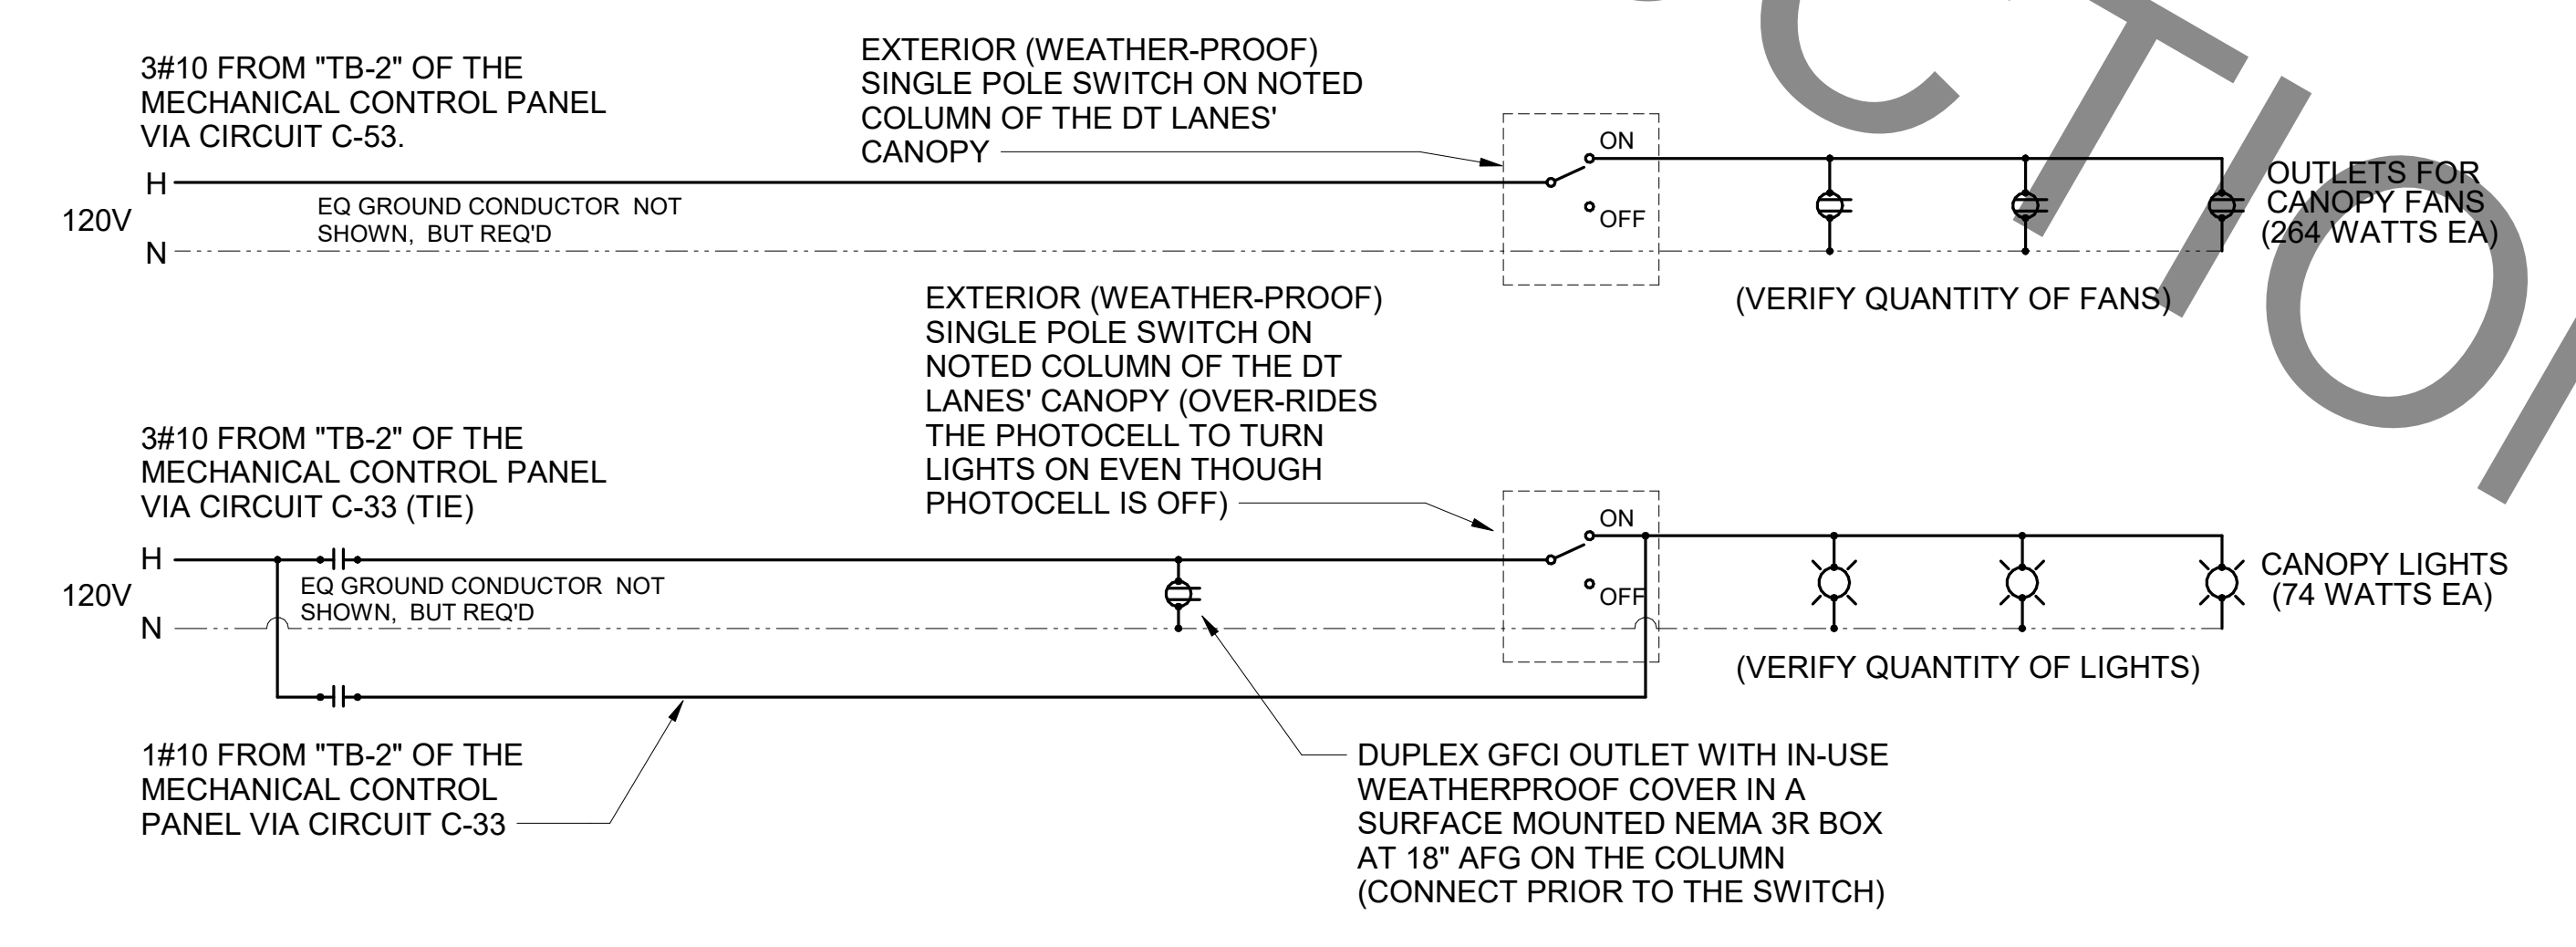 3#10 FROM "TB-2" OF THE
MECHANICAL CONTROL PANEL
VIA CIRCUIT C-53.
EXTERIOR (WEATHER-PROOF)
SINGLE POLE SWITCH ON NOTED
COLUMN OF THE DT LANES'
CANOPY
ON
OFF
H
120V
N
EQ GROUND CONDUCTOR NOT
SHOWN, BUT REQ'D
OUTLETS FOR
CANOPY FANS
(264 WATTS EA)
(VERIFY QUANTITY OF FANS)
EXTERIOR (WEATHER-PROOF)
SINGLE POLE SWITCH ON
NOTED COLUMN OF THE DT
LANES' CANOPY (OVER-RIDES
THE PHOTOCELL TO TURN
LIGHTS ON EVEN THOUGH
PHOTOCELL IS OFF)
3#10 FROM "TB-2" OF THE
MECHANICAL CONTROL PANEL
VIA CIRCUIT C-33 (TIE)
H
120V
N
EQ GROUND CONDUCTOR NOT
SHOWN, BUT REQ'D
ON
OFF
CANOPY LIGHTS
(74 WATTS EA)
(VERIFY QUANTITY OF LIGHTS)
1#10 FROM "TB-2" OF THE
MECHANICAL CONTROL
PANEL VIA CIRCUIT C-33
DUPLEX GFCI OUTLET WITH IN-USE
WEATHERPROOF COVER IN A
SURFACE MOUNTED NEMA 3R BOX
AT 18" AFG ON THE COLUMN
(CONNECT PRIOR TO THE SWITCH)